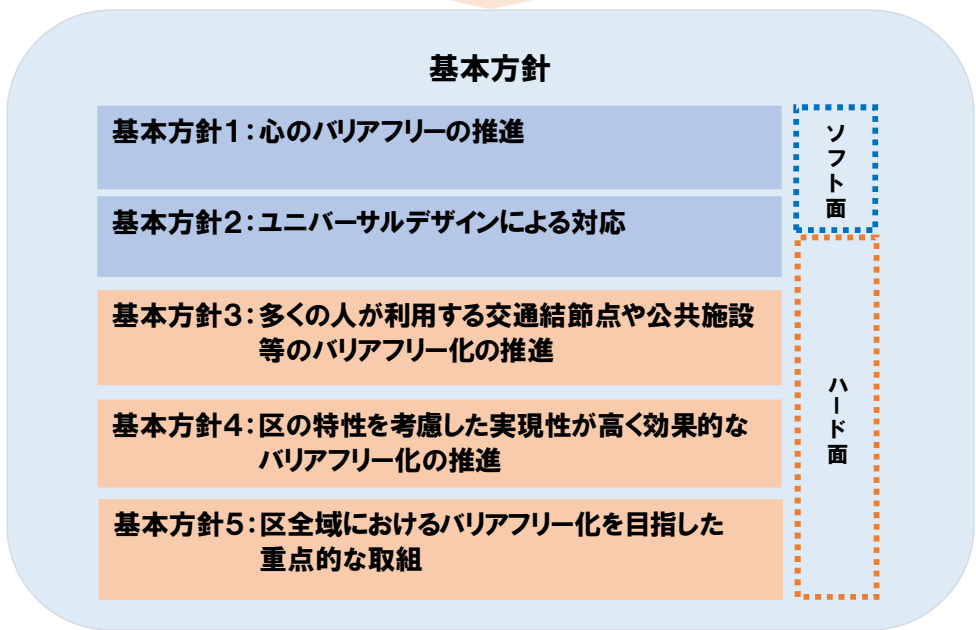 基本方針
基本方針1：心のバリアフリーの推進
基本方針2：ユニバーサルデザインによる対応
基本方針3：多くの人が利用する交通結節点や公共施設
等のバリアフリー化の推進
基本方針4：区の特性を考慮した実現性が高く効果的な
バリアフリー化の推進
基本方針5：区全域におけるバリアフリー化を目指した
重点的な取組
ソフト面
ハード面